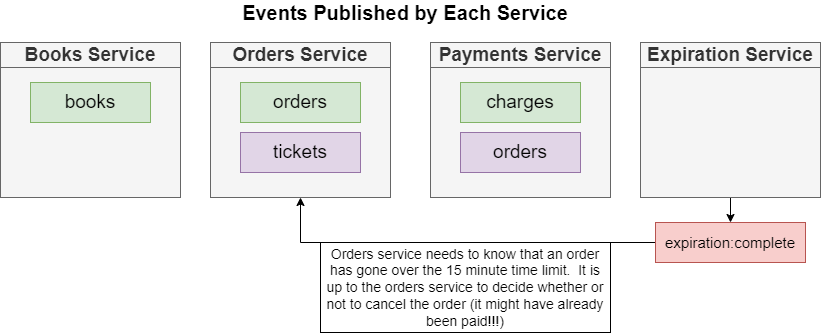 Events Published by Each Service
Books Service
Orders Service
Payments Service
Expiration Service
books
orders
charges
tickets
orders
expiration:complete
Orders service needs to know that an order
has gone over the 15 minute time limit.  It is
up to the orders service to decide whether or
not to cancel the order (it might have already
been paid!!!)